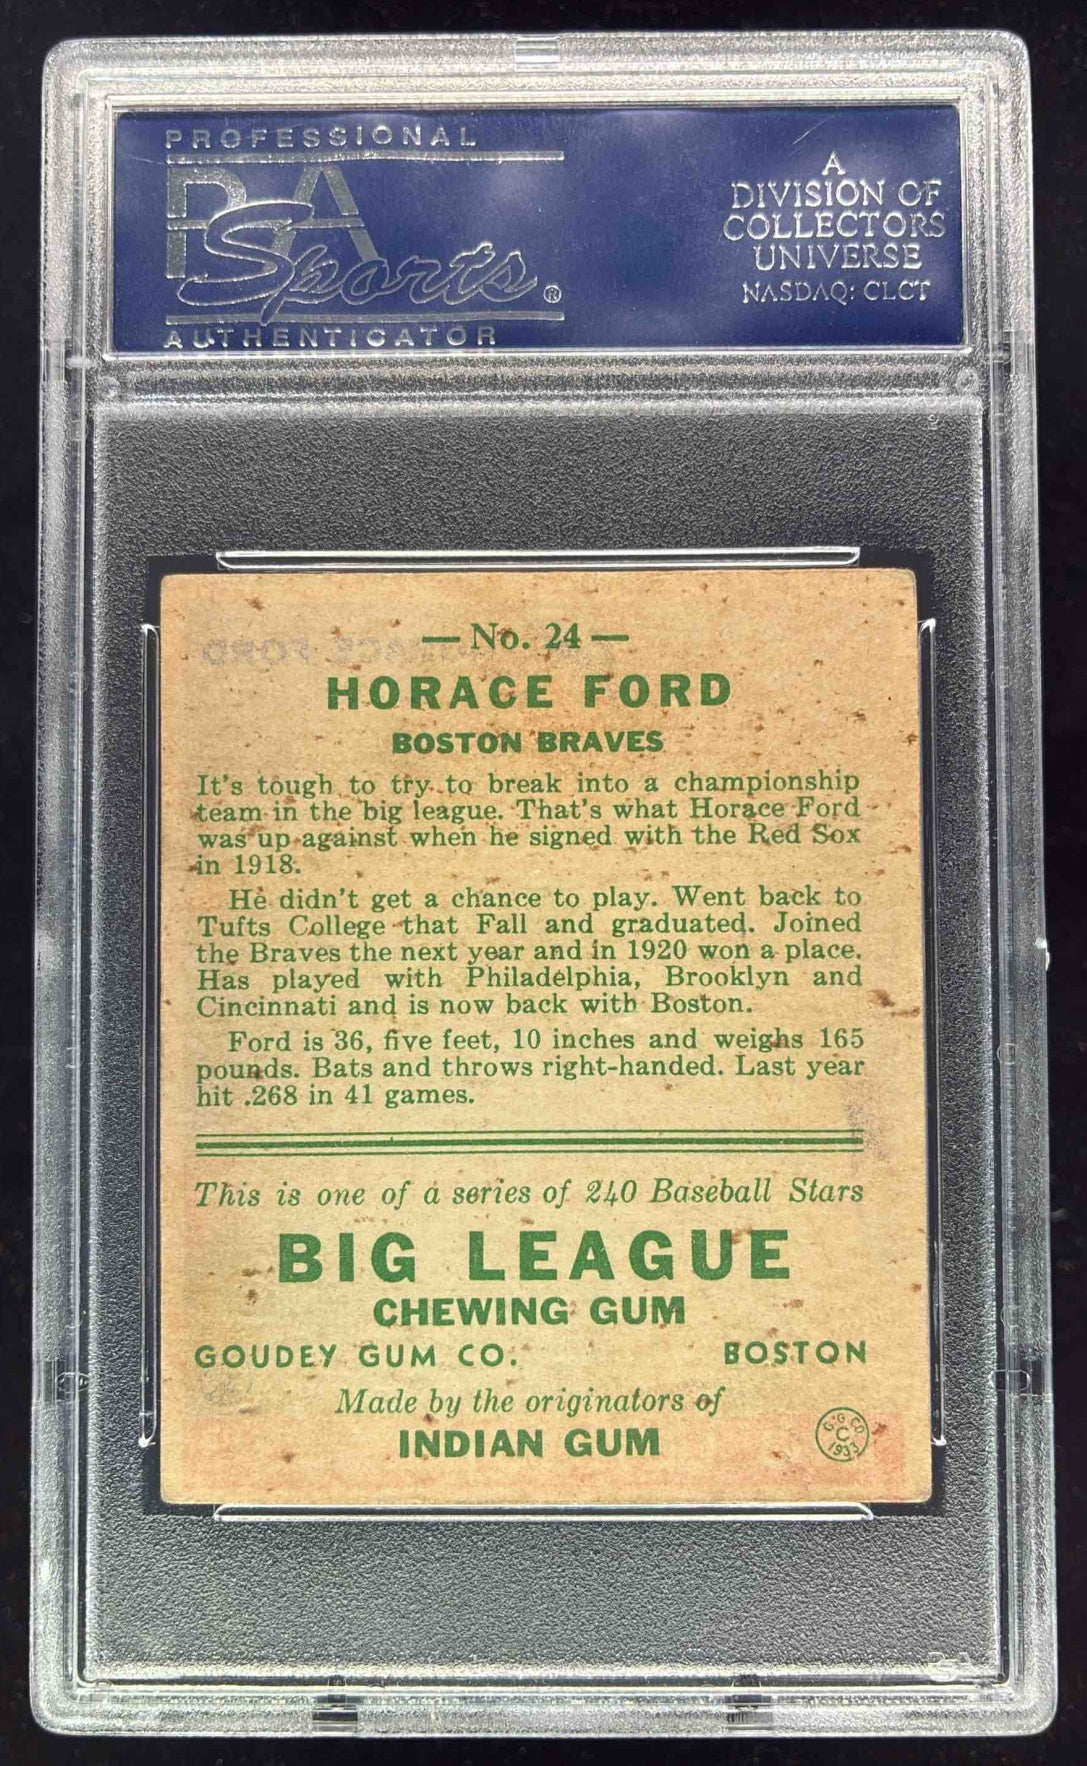 PROFESSIONAL
PSA
Sports®
AUTHENTICATOR
A
DIVISION OF
COLLECTORS
UNIVERSE
NASDAQ: CLCT
— No. 24 —
HORACE FORD
BOSTON BRAVES
It's tough to try to break into a championship
team in the big league. That's what Horace Ford
was up against when he signed with the Red Sox
in 1918.
He didn't get a chance to play. Went back to
Tufts College that Fall and graduated. Joined
the Braves the next year and in 1920 won a place.
Has played with Philadelphia, Brooklyn and
Cincinnati and is now back with Boston.
Ford is 36, five feet, 10 inches and weighs 165
pounds. Bats and throws right-handed. Last year
hit .268 in 41 games.
This is one of a series of 240 Baseball Stars
BIG LEAGUE
CHEWING GUM
GOUDEY GUM CO. BOSTON
Made by the originators of
INDIAN GUM
G.G.CO.
C
1933